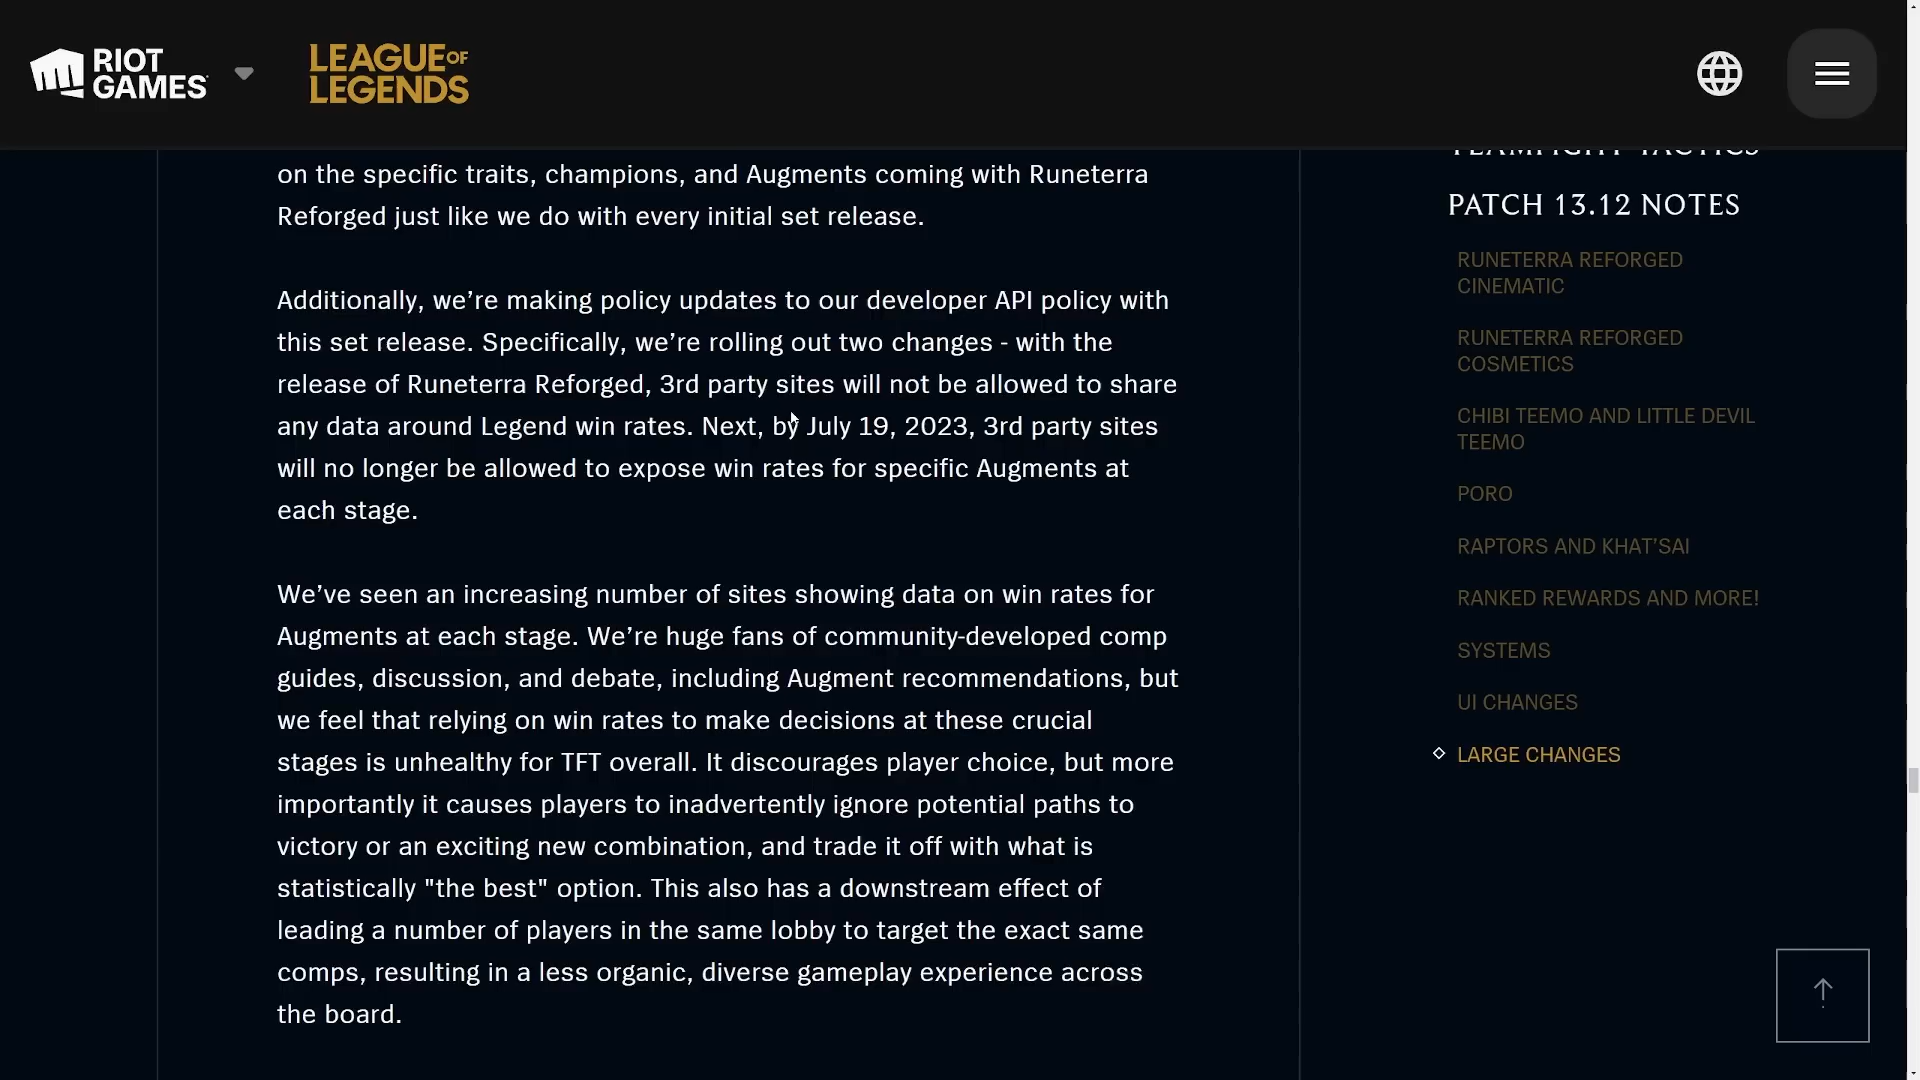 RIOT
GAMES
LEAGUE OF
LEGENDS
on the specific traits, champions, and Augments coming with Runeterra
Reforged just like we do with every initial set release.
Additionally, we’re making policy updates to our developer API policy with
this set release. Specifically, we’re rolling out two changes - with the
release of Runeterra Reforged, 3rd party sites will not be allowed to share
any data around Legend win rates. Next, by July 19, 2023, 3rd party sites
will no longer be allowed to expose win rates for specific Augments at
each stage.
We’ve seen an increasing number of sites showing data on win rates for
Augments at each stage. We’re huge fans of community-developed comp
guides, discussion, and debate, including Augment recommendations, but
we feel that relying on win rates to make decisions at these crucial
stages is unhealthy for TFT overall. It discourages player choice, but more
importantly it causes players to inadvertently ignore potential paths to
victory or an exciting new combination, and trade it off with what is
statistically "the best" option. This also has a downstream effect of
leading a number of players in the same lobby to target the exact same
comps, resulting in a less organic, diverse gameplay experience across
the board.
TEAMFIGHT TACTICS
PATCH 13.12 NOTES
RUNETERRA REFORGED
CINEMATIC
RUNETERRA REFORGED
COSMETICS
CHIBI TEEMO AND LITTLE DEVIL
TEEMO
PORO
RAPTORS AND KHAT’SAI
RANKED REWARDS AND MORE!
SYSTEMS
UI CHANGES
LARGE CHANGES